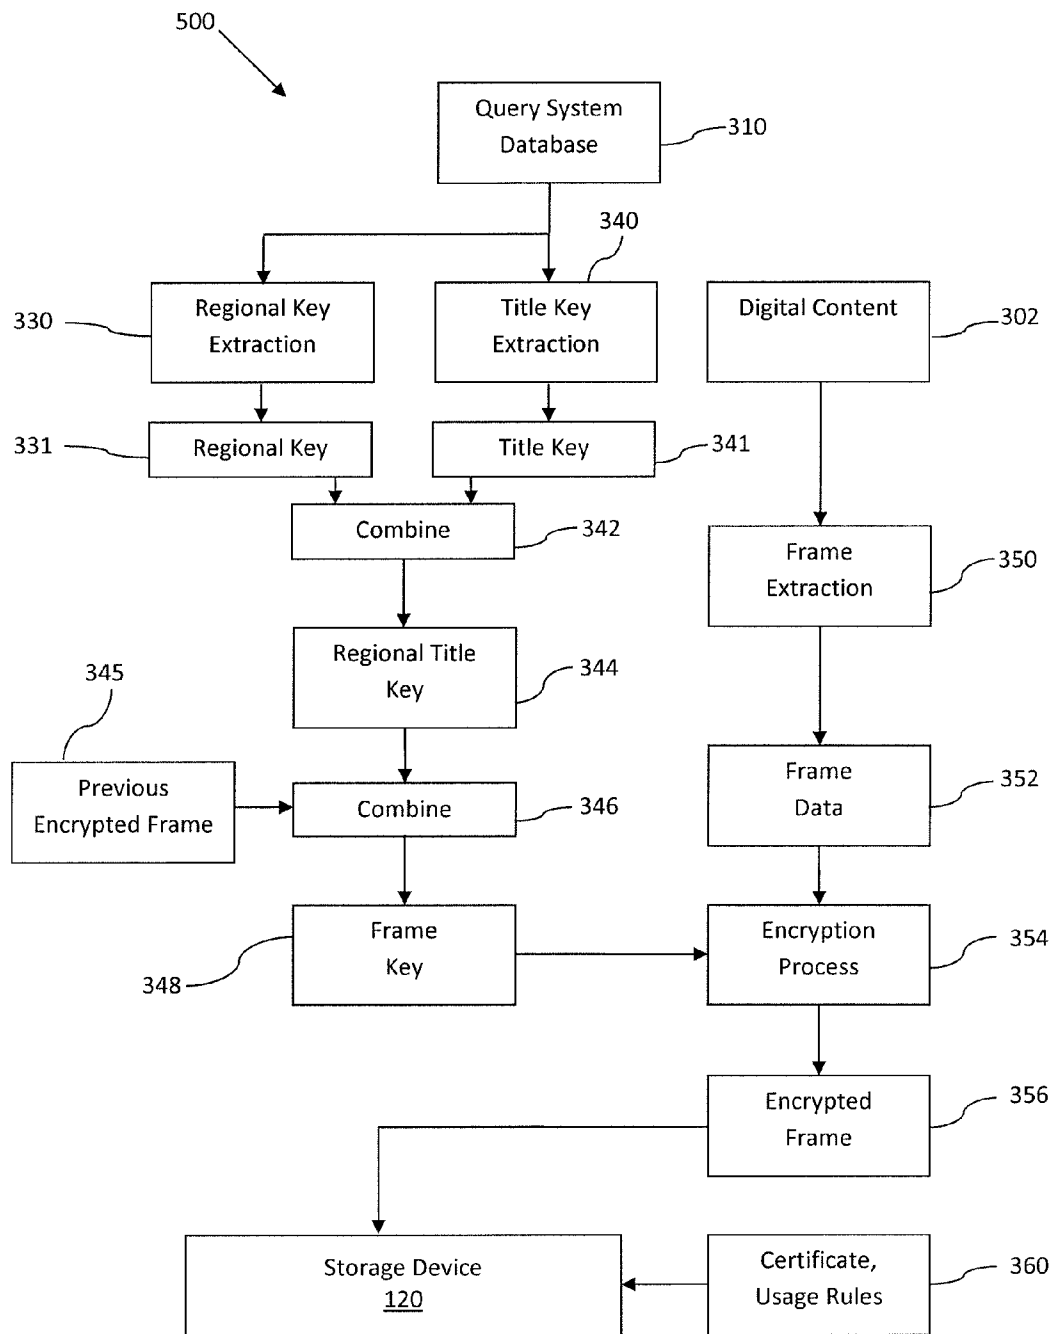 500
Query System
Database
310
340
Regional Key
Extraction
330
Title Key
Extraction
Digital Content
302
331
Regional Key
Title Key
341
Combine
342
Frame
Extraction
350
Regional Title
Key
344
345
Previous
Encrypted Frame
Combine
346
Frame
Data
352
Frame
Key
348
Encryption
Process
354
Encrypted
Frame
356
Storage Device
120
Certificate,
Usage Rules
360